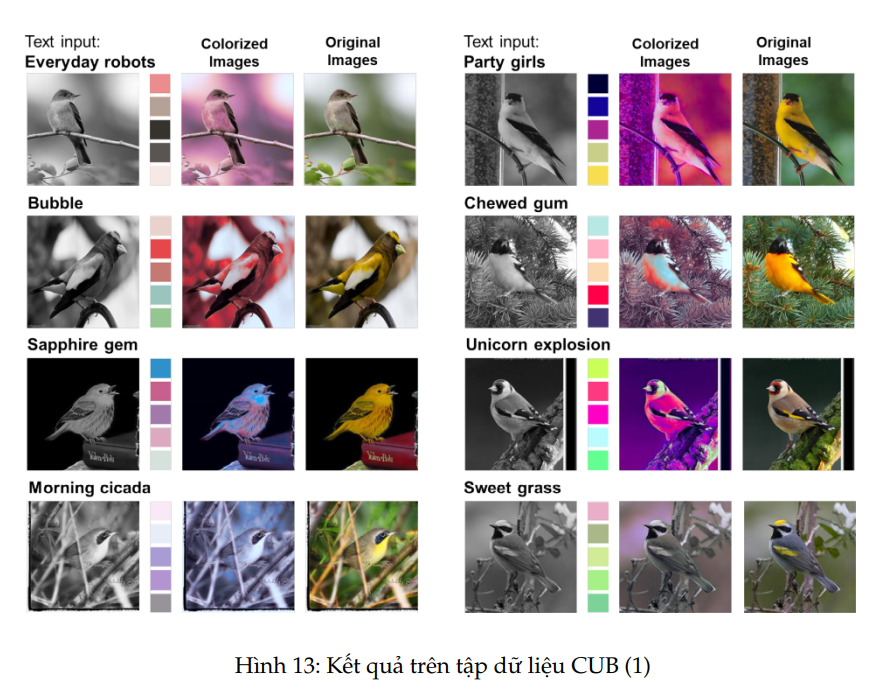 Text input:
Everyday robots
Colorized
Images
Original
Images
Text input:
Party girls
Colorized
Images
Original
Images
Bubble
Chewed gum
Sapphire gem
Unicorn explosion
Morning cicada
Sweet grass
Hình 13: Kết quả trên tập dữ liệu CUB (1)